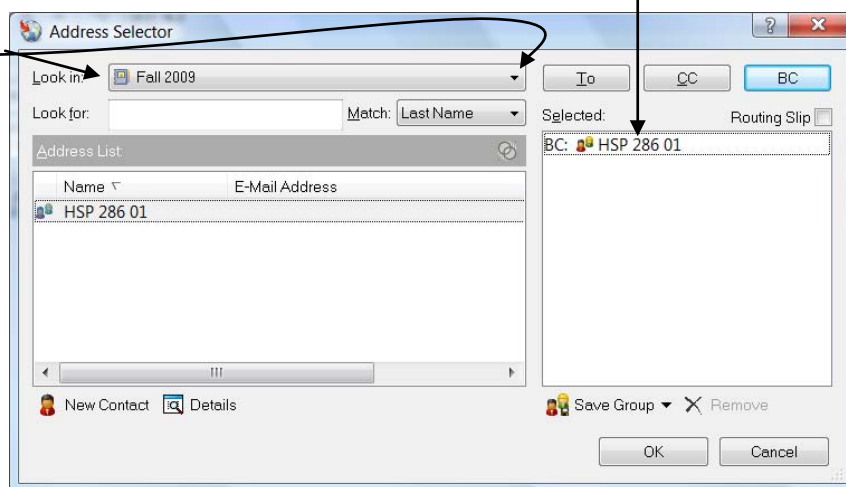 Address Selector
Look in: Fall 2009
To CC BC
Look for: Match: Last Name
Selected: Routing Slip
Address List
BC: HSP 286 01
Name E-Mail Address
HSP 286 01
New Contact Details
Save Group Remove
OK Cancel